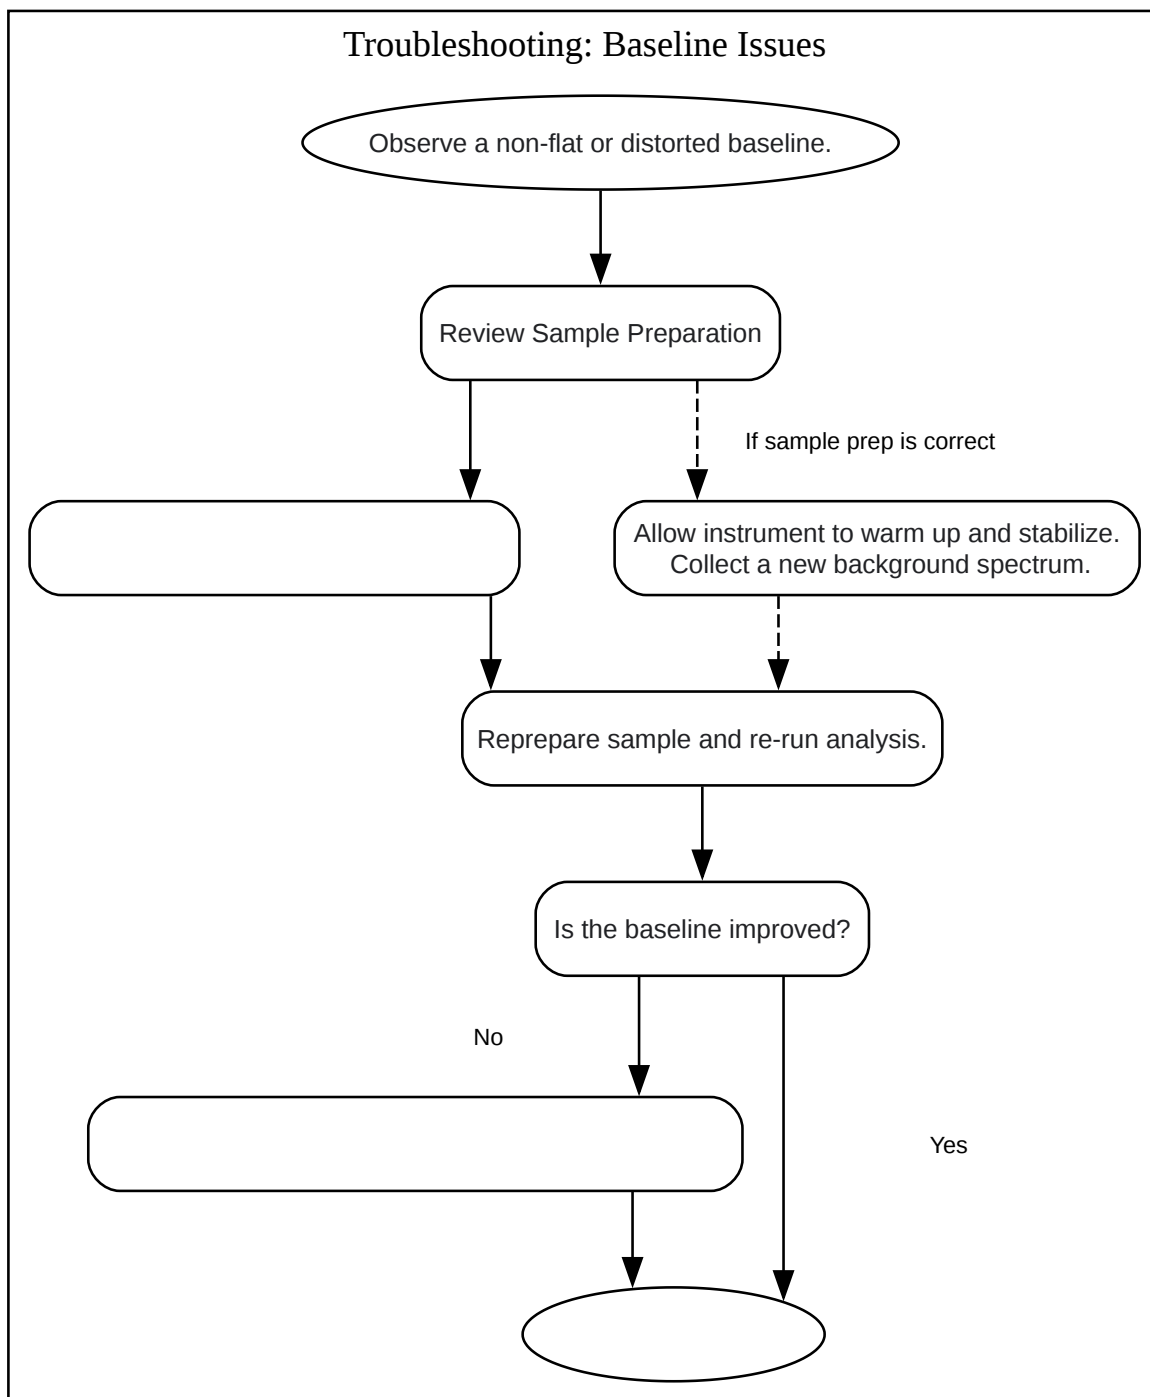 Troubleshooting: Baseline Issues
Observe a non-flat or distorted baseline.
Review Sample Preparation
If sample prep is correct
Allow instrument to warm up and stabilize.
Collect a new background spectrum.
Reprepare sample and re-run analysis.
Is the baseline improved?
No
Yes